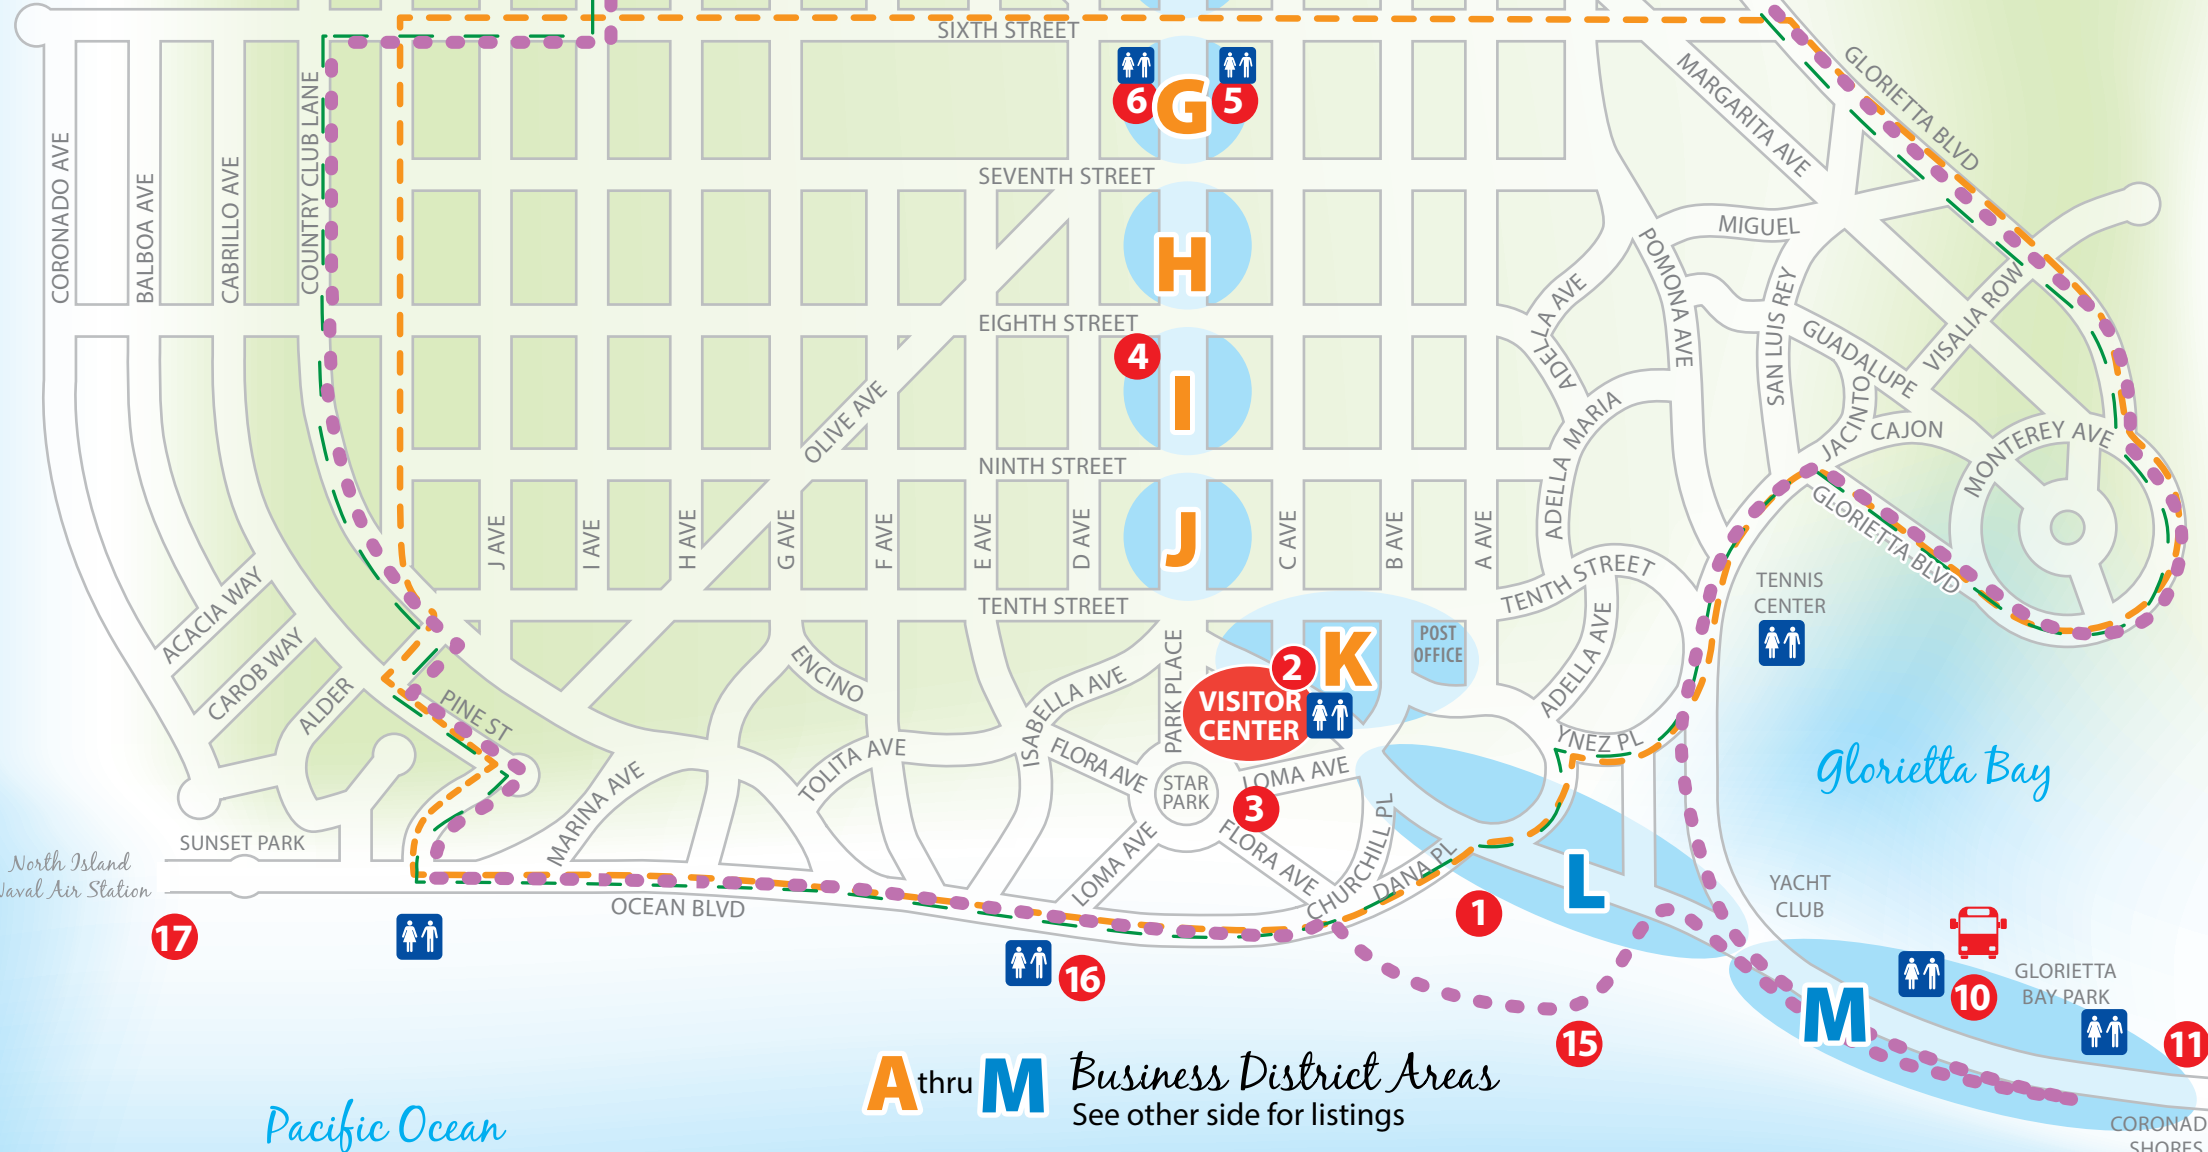 SIXTH STREET
GLORIETTA BLVD
MARGARITA AVE
6
G
5
CORONADO AVE
BALBOA AVE
CABRILLO AVE
COUNTRY CLUB LANE
SEVENTH STREET
MIGUEL
H
POMONA AVE
ADELLA AVE
SAN LUIS REY
VISALIA ROW
GUADALUPE
EIGHTH STREET
4
I
OLIVE AVE
JACINTO
CAJON
MONTEREY AVE
ADELLA MARIA
NINTH STREET
GLORIETTA BLVD
J
J AVE
I AVE
H AVE
G AVE
F AVE
E AVE
D AVE
C AVE
B AVE
A AVE
TENTH STREET
TENTH STREET
TENNIS
CENTER
ACACIA WAY
CAROB WAY
ALDER
PINE ST
ENCINO
ISABELLA AVE
PARK PLACE
2
K
POST
OFFICE
VISITOR
CENTER
ADELLA AVE
YNEZ PL
Glorietta Bay
MARINA AVE
TOLITA AVE
FLORA AVE
STAR
PARK
LOMA AVE
3
LOMA AVE
FLORA AVE
CHURCHILL PL
DANA PL
SUNSET PARK
North Island
Naval Air Station
17
OCEAN BLVD
1
L
YACHT
CLUB
16
10
GLORIETTA
BAY PARK
M
15
11
A thru M Business District Areas
See other side for listings
Pacific Ocean
CORONAD
SHORES